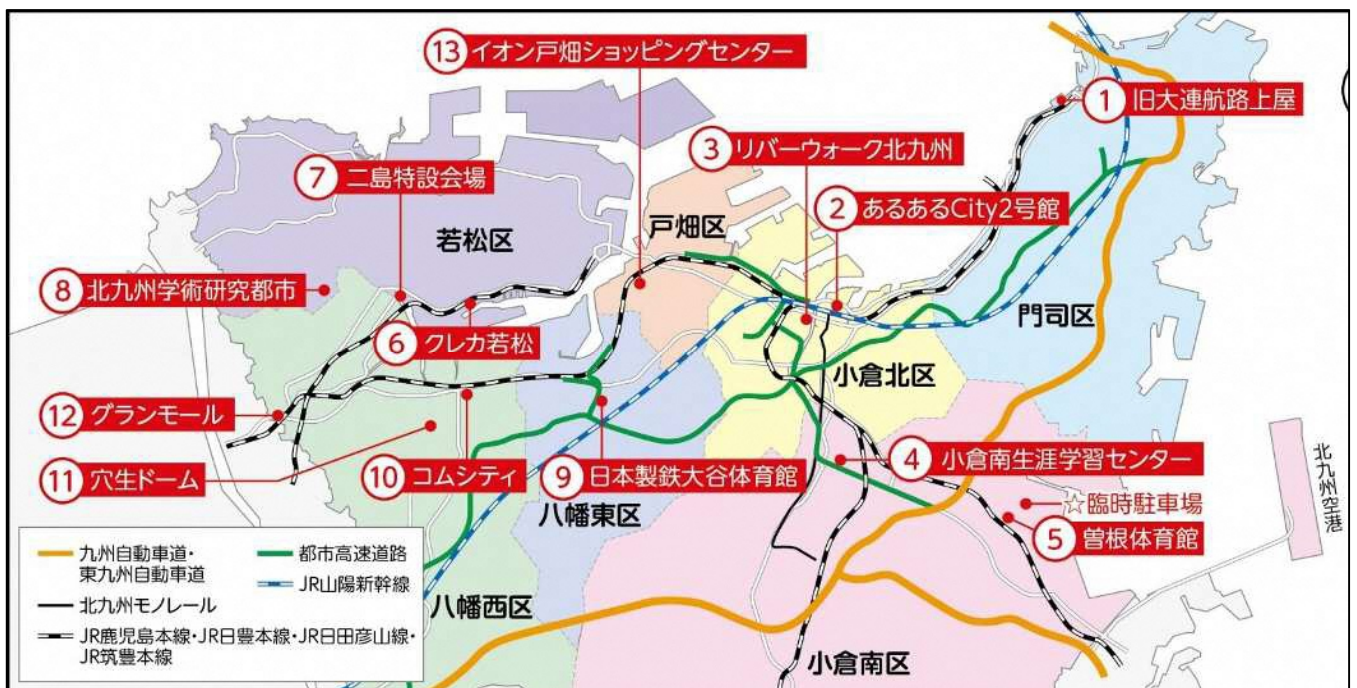 ⑬ イオン戸畑ショッピングセンター
① 旧大連航路上屋
③ リバーウォーク北九州
⑦ 二島特設会場
② あるあるCity2号館
戸畑区
若松区
⑧ 北九州学術研究都市
門司区
⑥ クレカ若松
小倉北区
⑫ グランモール
④ 小倉南生涯学習センター
⑪ 穴生ドーム
⑩ コムシティ
⑨ 日本製鉄大谷体育館
北九州空港
☆臨時駐車場
八幡東区
⑤ 曽根体育館
九州自動車道・
東九州自動車道
都市高速道路
JR山陽新幹線
北九州モノレール
八幡西区
JR鹿児島本線・JR日豊本線・JR日田彦山線・
JR筑豊本線
小倉南区